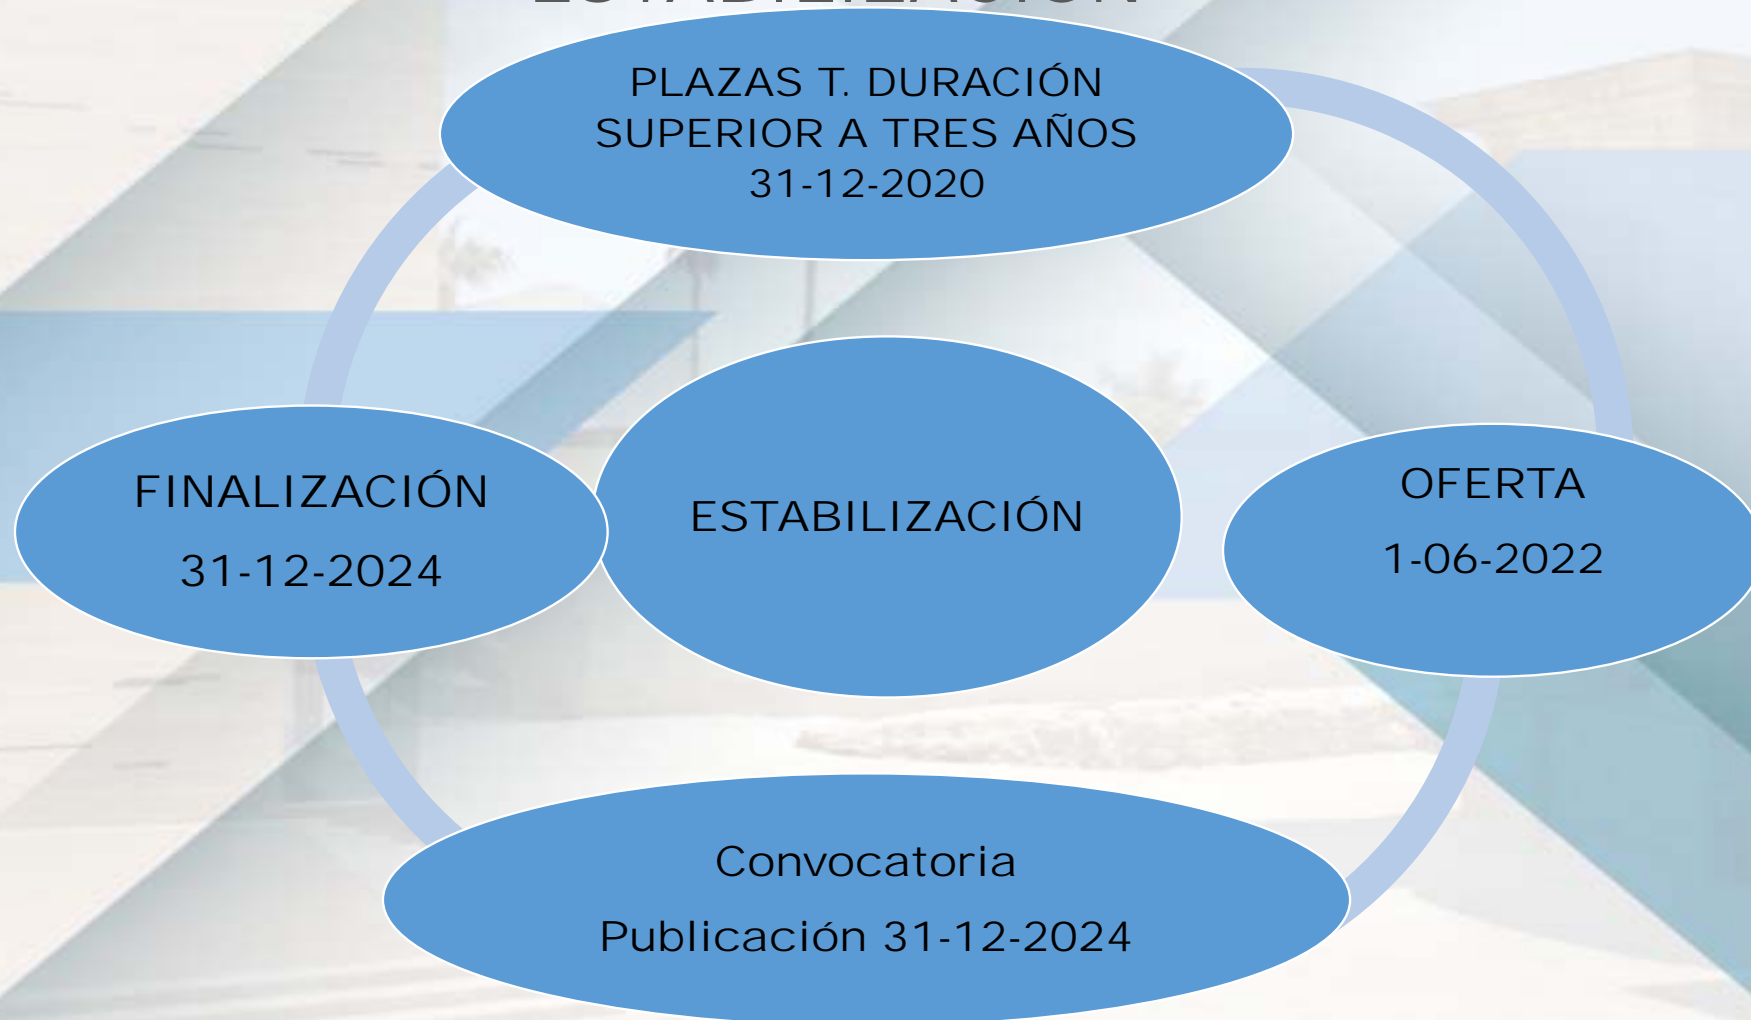 PLAZAS T. DURACIÓN
SUPERIOR A TRES AÑOS
31-12-2020
FINALIZACIÓN
31-12-2024
ESTABILIZACIÓN
OFERTA
1-06-2022
Convocatoria
Publicación 31-12-2024